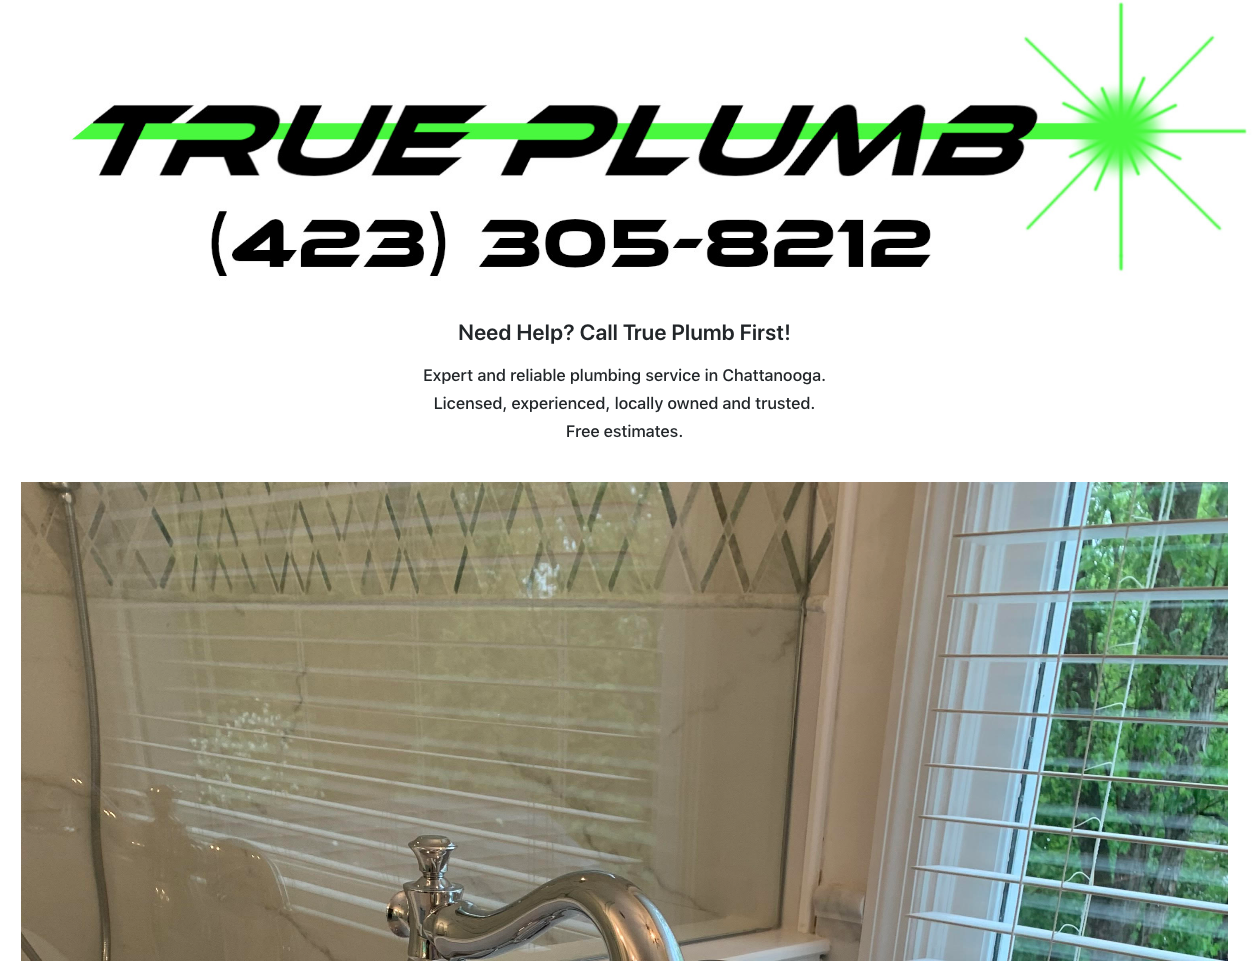 TRUE PLUMB
(423) 305-8212
Need Help? Call True Plumb First!
Expert and reliable plumbing service in Chattanooga.
Licensed, experienced, locally owned and trusted.
Free estimates.